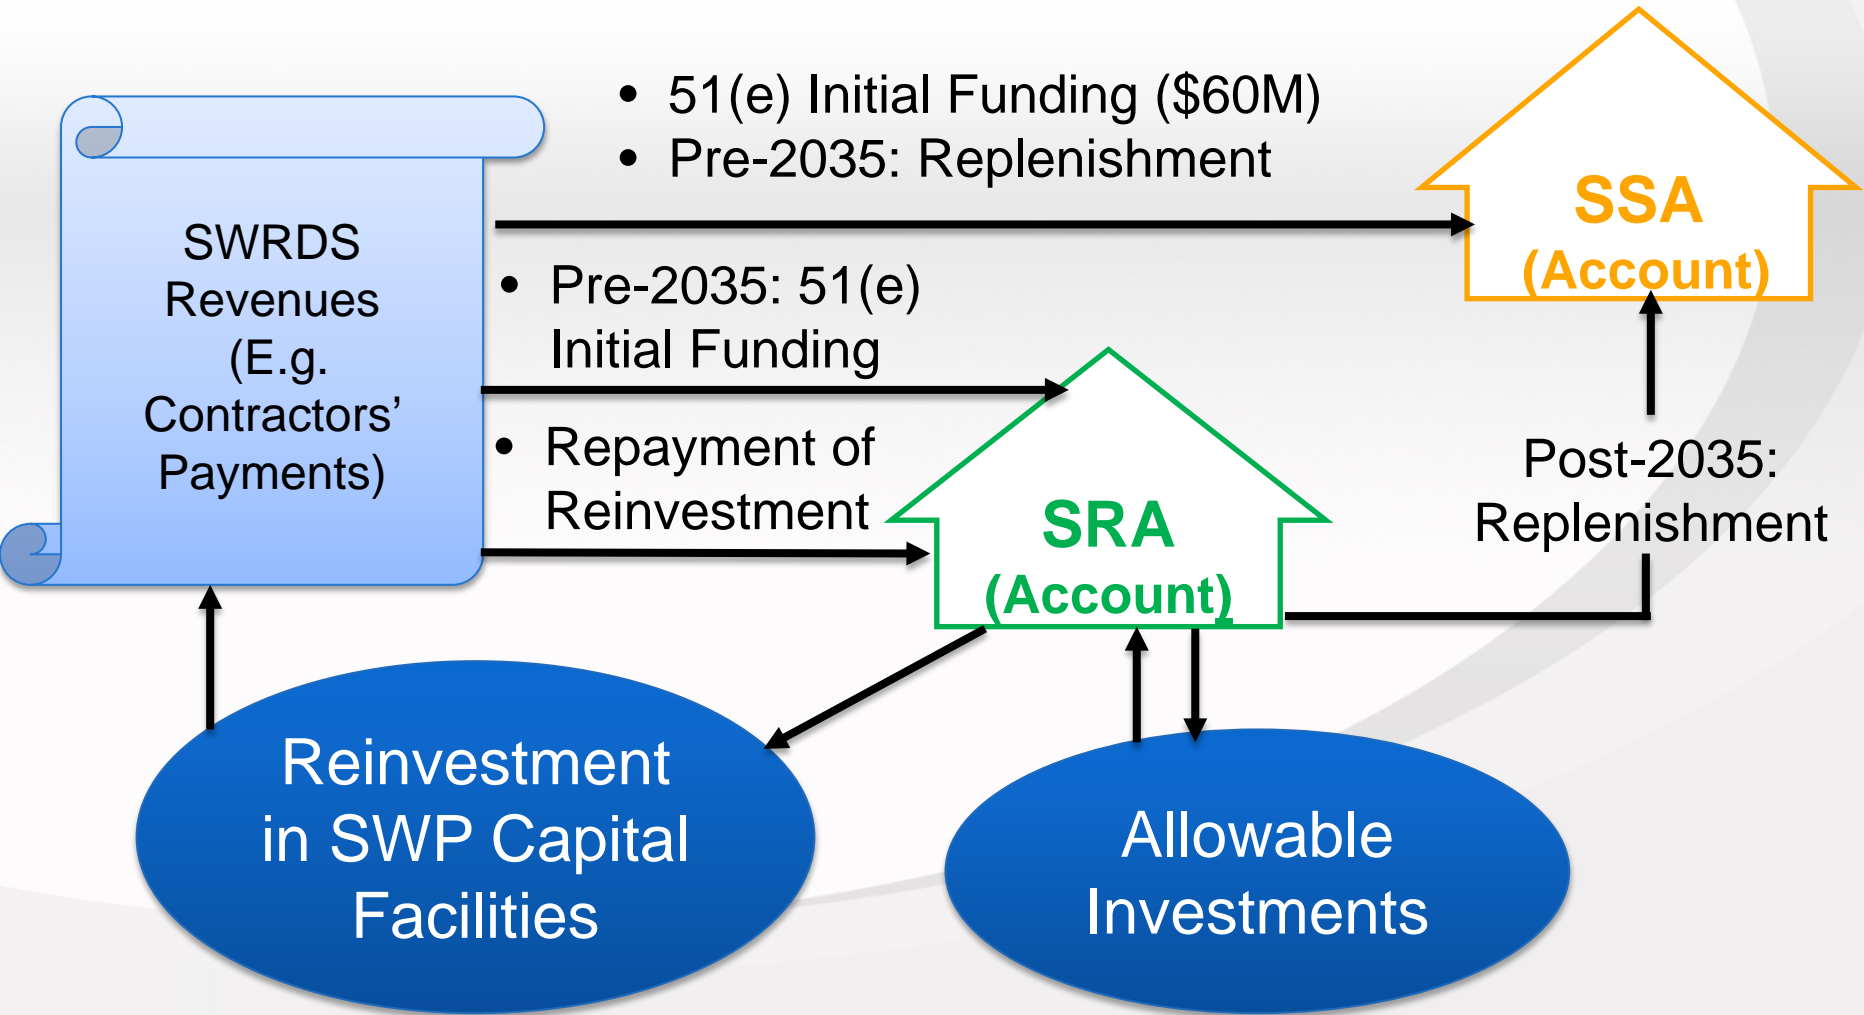 • 51(e) Initial Funding ($60M)
• Pre-2035: Replenishment
SWRDS
Revenues
(E.g.
Contractors’
Payments)
• Pre-2035: 51(e)
Initial Funding
• Repayment of
Reinvestment
SSA
(Account)
SRA
(Account)
Post-2035:
Replenishment
Reinvestment
in SWP Capital
Facilities
Allowable
Investments